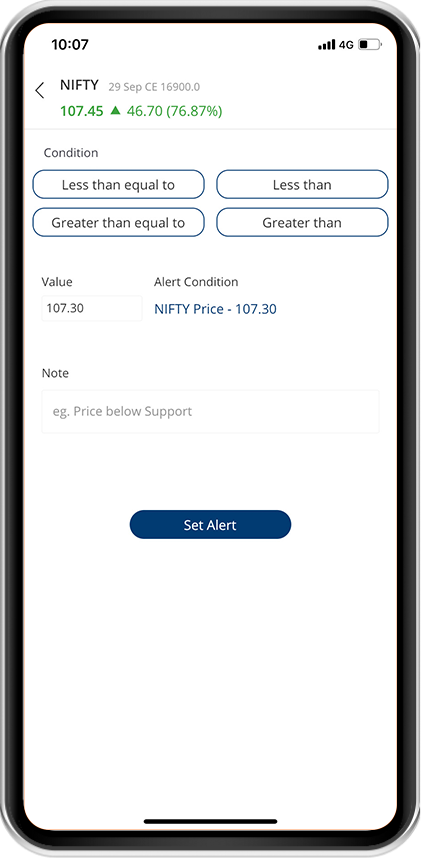 10:07 4G
NIFTY 29 Sep CE 16900.0
107.45 ▲ 46.70 (76.87%)
Condition
Less than equal to Less than
Greater than equal to Greater than
Value Alert Condition
107.30 NIFTY Price - 107.30
Note
eg. Price below Support
Set Alert